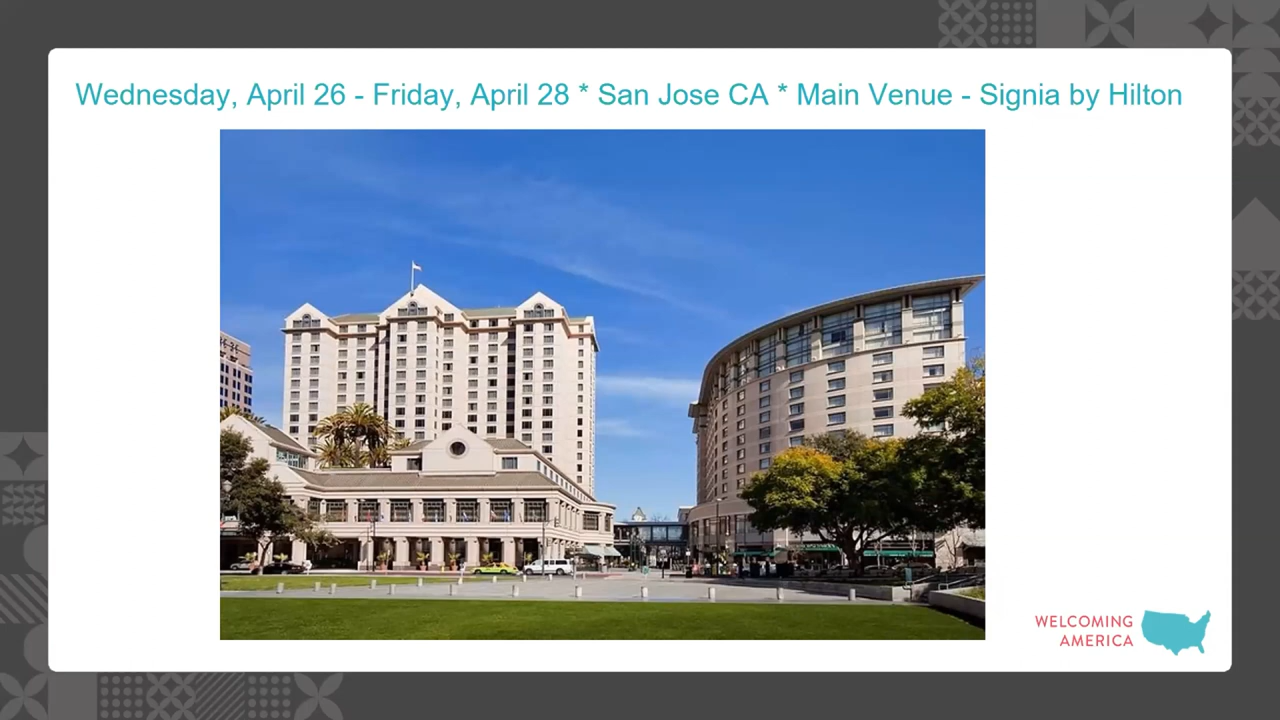 Wednesday, April 26 - Friday, April 28 * San Jose CA * Main Venue - Signia by Hilton
WELCOMING
AMERICA